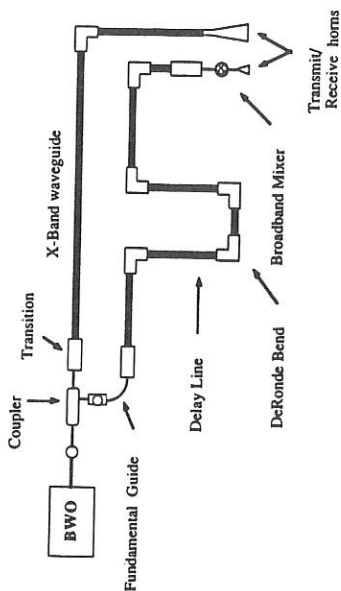 BWO
Coupler
Transition
X-Band waveguide
Fundamental Guide
Delay Line
DeRonde Bend
Broadband Mixer
Transmit/
Receive horns